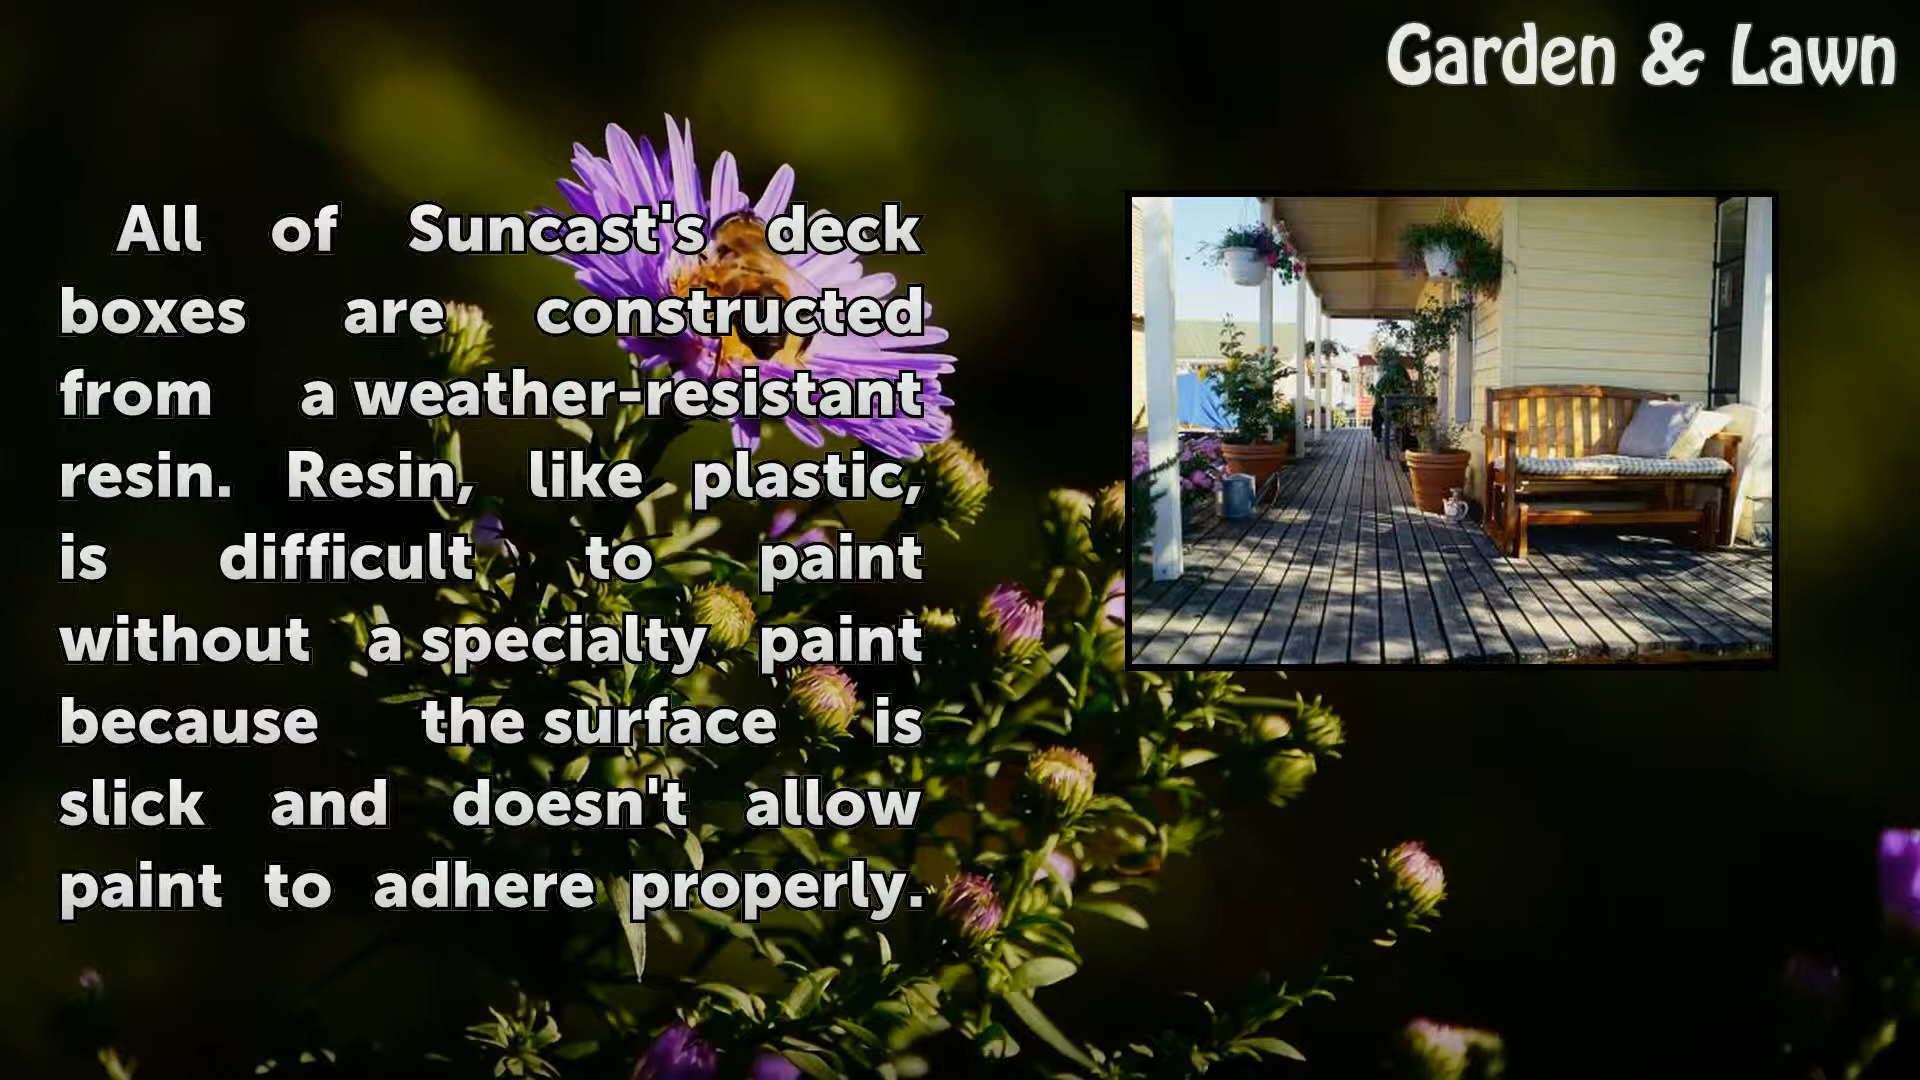 Garden & Lawn
All of Suncast's deck
boxes are constructed
from a weather-resistant
resin. Resin, like plastic,
is difficult to paint
without a specialty paint
because the surface is
slick and doesn't allow
paint to adhere properly.